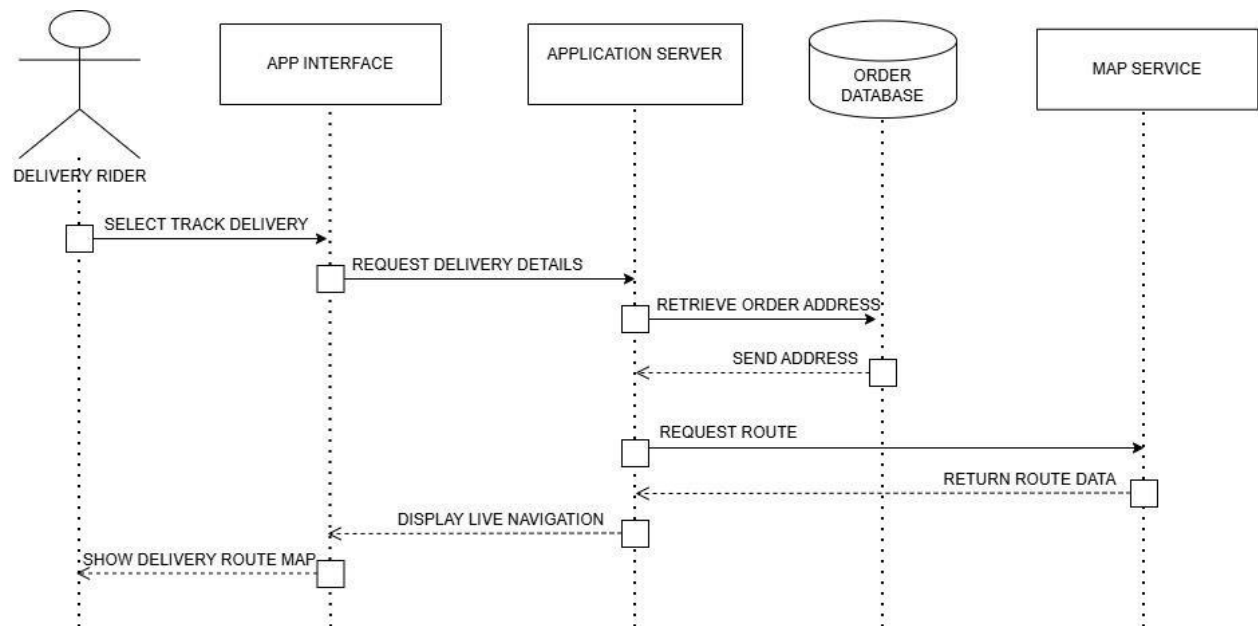 APP INTERFACE
APPLICATION SERVER
ORDER
DATABASE
MAP SERVICE
DELIVERY RIDER
SELECT TRACK DELIVERY
REQUEST DELIVERY DETAILS
RETRIEVE ORDER ADDRESS
SEND ADDRESS
REQUEST ROUTE
RETURN ROUTE DATA
DISPLAY LIVE NAVIGATION
SHOW DELIVERY ROUTE MAP